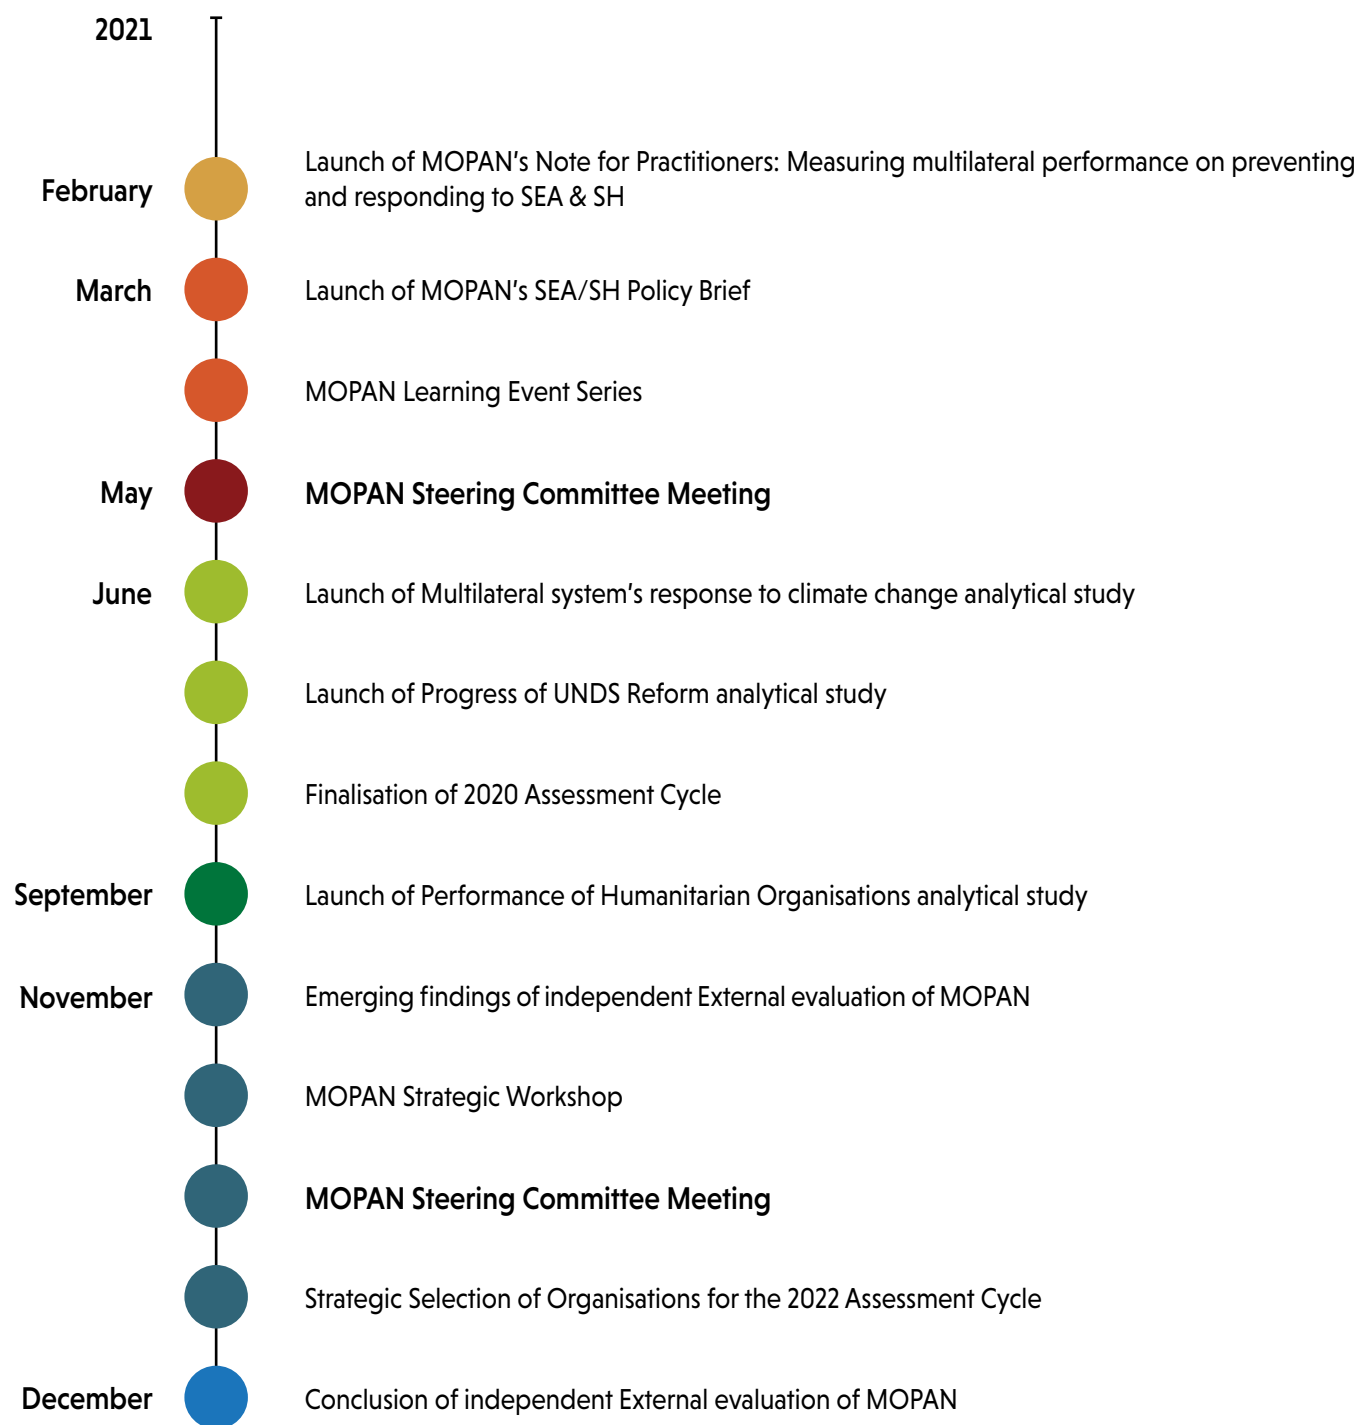 2021
February
Launch of MOPAN's Note for Practitioners: Measuring multilateral performance on preventing
and responding to SEA & SH
March
Launch of MOPAN's SEA/SH Policy Brief
MOPAN Learning Event Series
May
MOPAN Steering Committee Meeting
June
Launch of Multilateral system's response to climate change analytical study
Launch of Progress of UNDS Reform analytical study
Finalisation of 2020 Assessment Cycle
September
Launch of Performance of Humanitarian Organisations analytical study
November
Emerging findings of independent External evaluation of MOPAN
MOPAN Strategic Workshop
MOPAN Steering Committee Meeting
Strategic Selection of Organisations for the 2022 Assessment Cycle
December
Conclusion of independent External evaluation of MOPAN